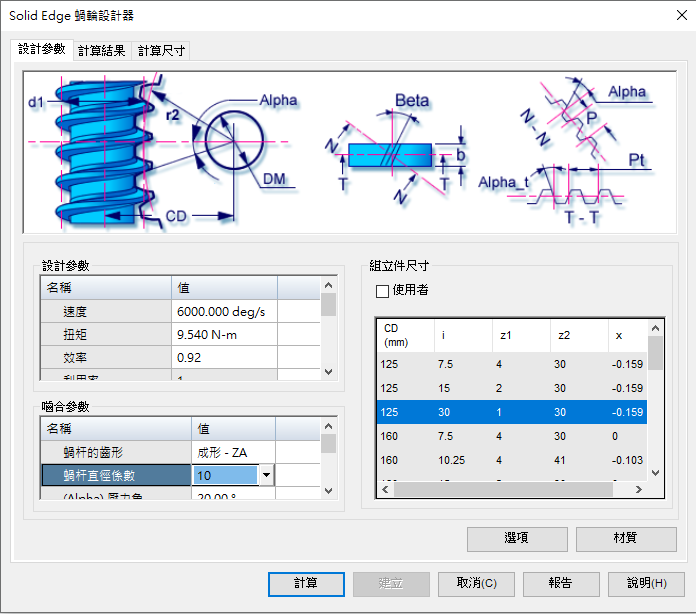 Solid Edge 蝸輪設計器
設計參數 計算結果 計算尺寸
d1
r2
Alpha
DM
CD
Beta
N
N
T
T
b
Alpha
P
N - N
Pt
Alpha_t
T - T
設計參數
名稱 值
速度 6000.000 deg/s
扭矩 9.540 N-m
效率 0.92
利用率 1
嚙合參數
名稱 值
蝸杆的齒形 成形 - ZA
蝸杆直徑係數 10
(Alpha) 壓力角 20.00 °
組立件尺寸
使用者
CD (mm) i z1 z2 x
125 7.5 4 30 -0.159
125 15 2 30 -0.159
125 30 1 30 -0.159
160 7.5 4 30 0
160 10.25 4 41 -0.103
選項 材質
計算 建立 取消(C) 報告 說明(H)